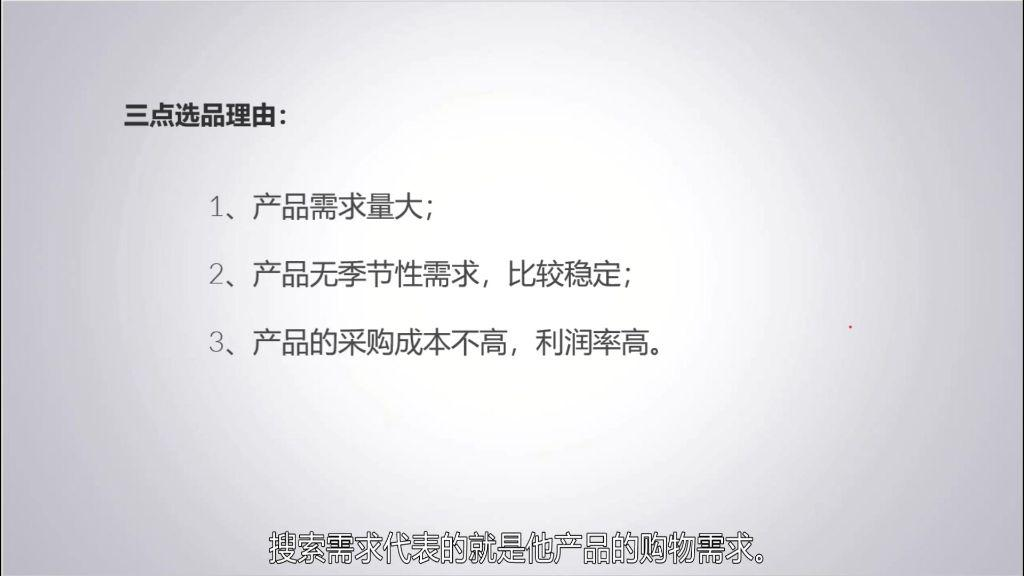 三点选品理由：
1、产品需求量大；
2、产品无季节性需求，比较稳定；
3、产品的采购成本不高，利润率高。
搜索需求代表的就是他产品的购物需求。